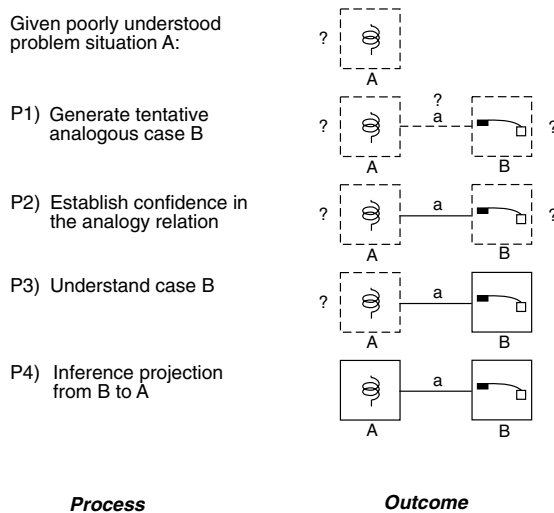 Given poorly understood
problem situation A:
?
A
P1) Generate tentative
analogous case B
?
?
a
?
A
B
P2) Establish confidence in
the analogy relation
?
a
?
A
B
P3) Understand case B
?
a
A
B
P4) Inference projection
from B to A
a
A
B
Process
Outcome